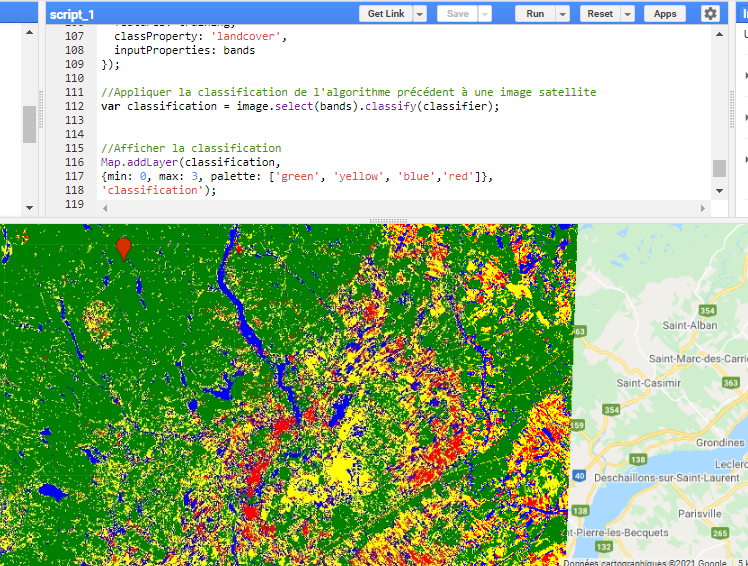 script_1
Get Link
Save
Run
Reset
Apps
107 classProperty: 'landcover',
108 inputProperties: bands
109 });
110
111 //Appliquer la classification de l'algorithme précédent à une image satellite
112 var classification = image.select(bands).classify(classifier);
113
114
115 //Afficher la classification
116 Map.addLayer(classification,
117 {min: 0, max: 3, palette: ['green', 'yellow', 'blue','red']},
118 'classification');
119
354
Saint-Alban
63
Saint-Marc-des-Carri
Saint-Casimir
363
354
159
Grondines
138
Leclerc
40
Deschaillons-sur-Saint-Laurent
138
Parisville
nt-Pierre-les-Becquets
265
132
Données cartographiques ©2021 Google
5 k